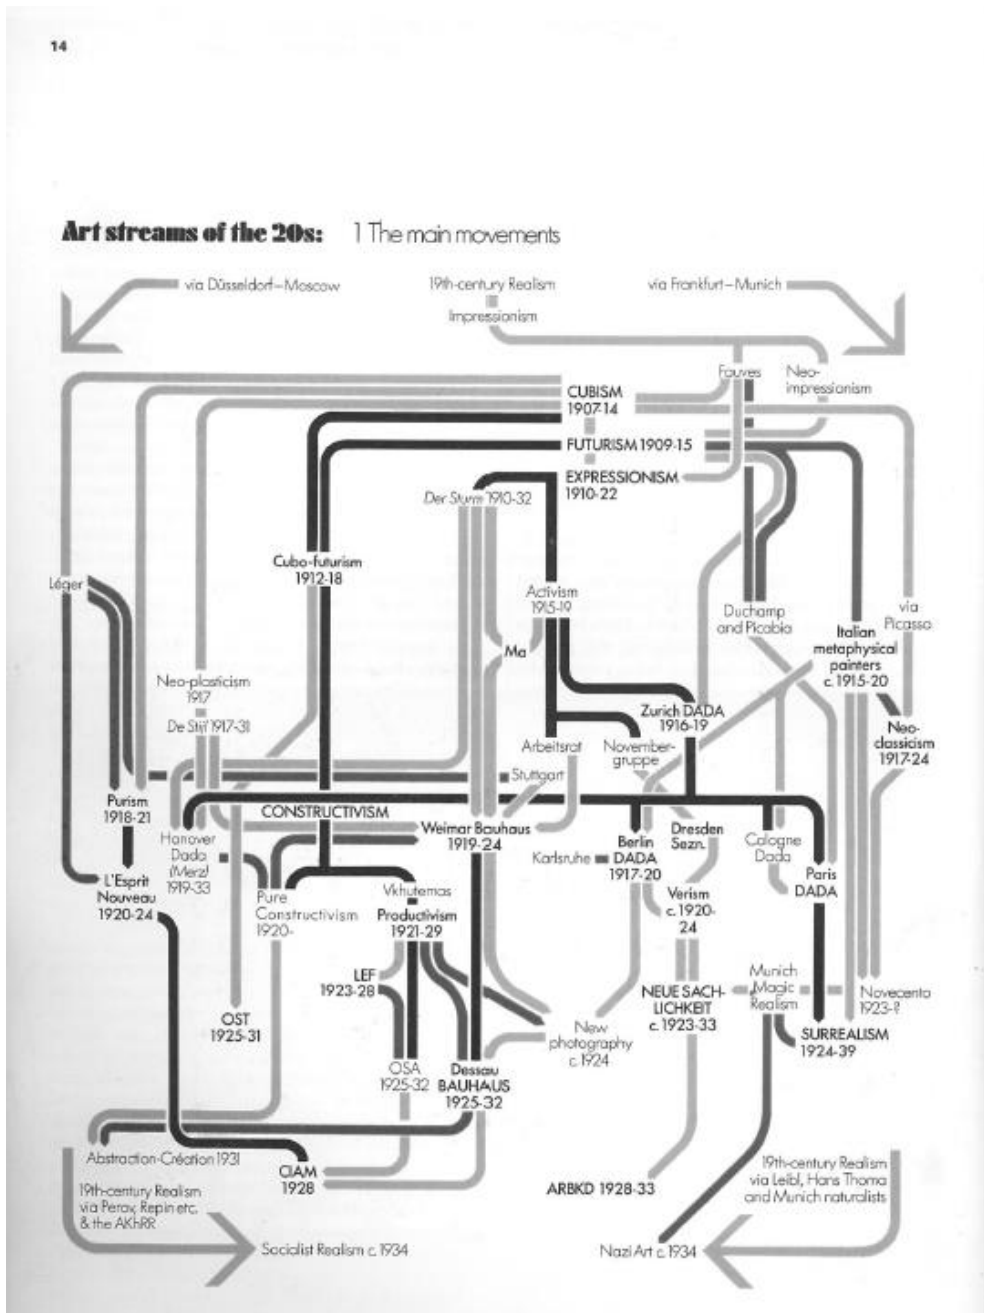 14
Art streams of the 20s: 1 The main movements
via Düsseldorf–Moscow
19th-century Realism
via Frankfurt–Munich
Impressionism
Fauves
Neo-
impressionism
CUBISM
1907-14
FUTURISM 1909-15
EXPRESSIONISM
1910-22
Der Sturm 1910-32
Cubo-futurism
1912-18
Léger
Activism
1915-19
Duchamp
and Picabia
via
Picasso
Italian
metaphysical
painters
c.1915-20
Ma
Neo-plasticism
1917
De Stijl 1917-31
Zurich DADA
1916-19
Neo-
classicism
1917-24
Arbeitsrat
November-
gruppe
Stuttgart
Purism
1918-21
CONSTRUCTIVISM
Hanover
Dada
(Merz)
1919-33
Weimar Bauhaus
1919-24
Karlsruhe
Berlin
DADA
1917-20
Dresden
Sezn.
Cologne
Dada
Paris
DADA
L'Esprit
Nouveau
1920-24
Pure
Constructivism
1920-
Vkhutemas
Productivism
1921-29
Verism
c.1920-
24
LEF
1923-28
NEUE SACH-
LICHKEIT
c.1923-33
Munich
Magic
Realism
Novecento
1923-?
OST
1925-31
New
photography
c.1924
SURREALISM
1924-39
OSA
1925-32
Dessau
BAUHAUS
1925-32
Abstraction-Création 1931
CIAM
1928
ARBKD 1928-33
19th-century Realism
via Perov, Repin etc.
& the AKhRR
19th-century Realism
via Leibl, Hans Thoma
and Munich naturalists
Socialist Realism c.1934
Nazi Art c.1934